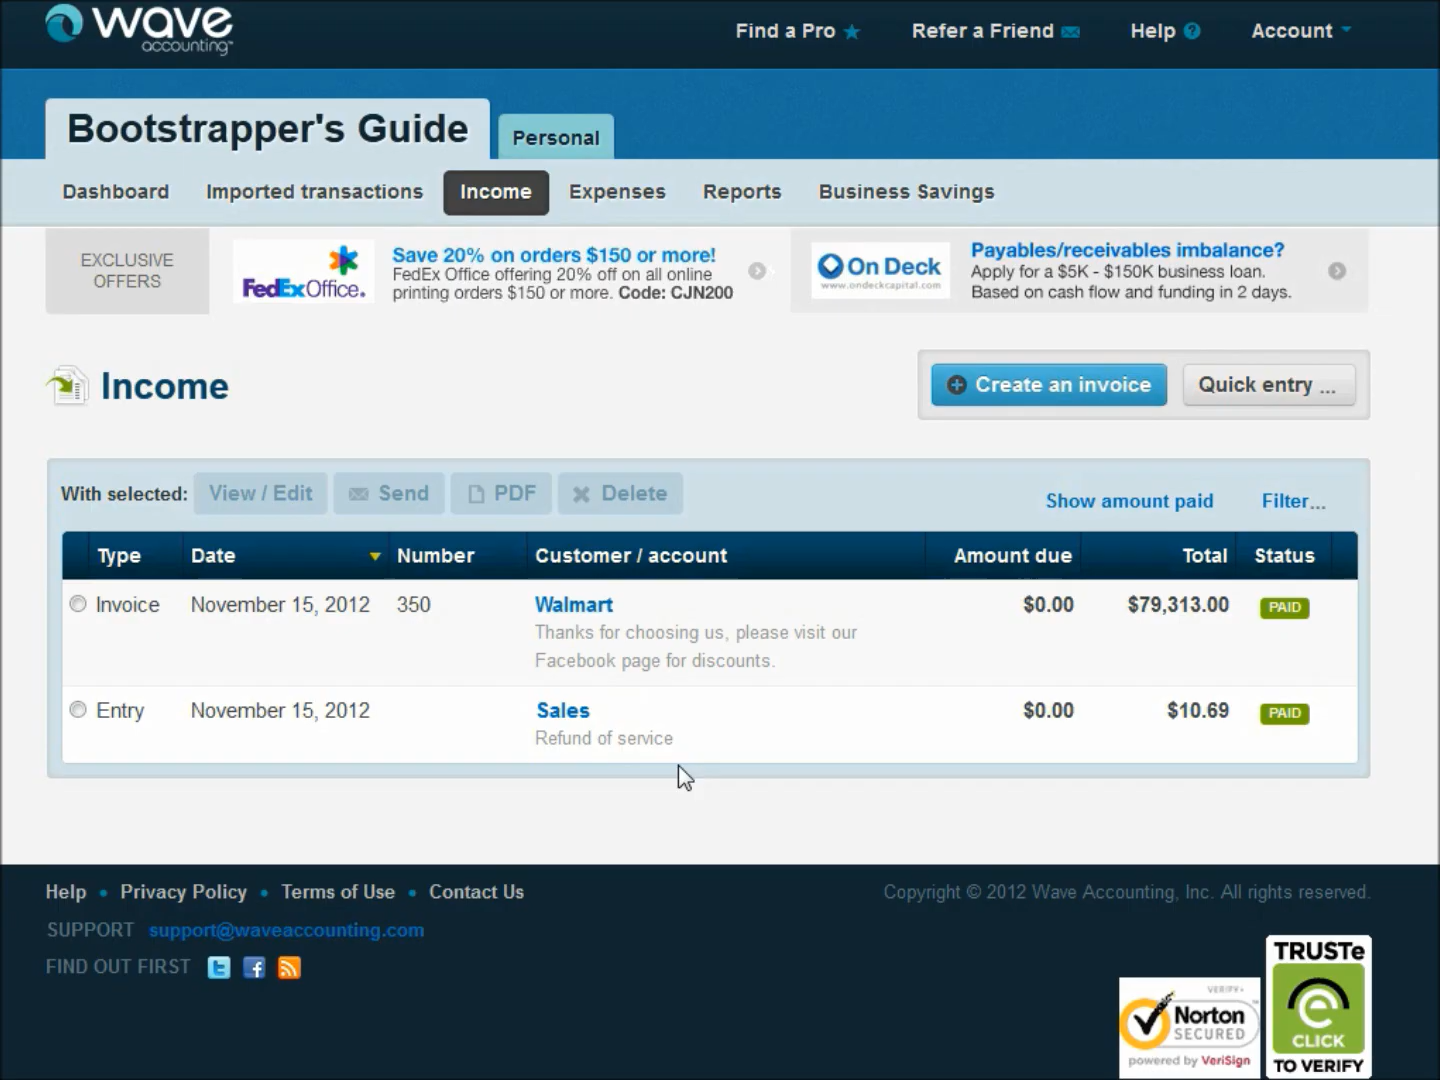 wave
accounting™
Find a Pro
Refer a Friend
Help ?
Account
Bootstrapper's Guide
Personal
Dashboard
Imported transactions
Income
Expenses
Reports
Business Savings
EXCLUSIVE
OFFERS
FedEx Office.
Save 20% on orders $150 or more!
FedEx Office offering 20% off on all online
printing orders $150 or more. Code: CJN200
On Deck
www.ondeckcapital.com
Payables/receivables imbalance?
Apply for a $5K - $150K business loan.
Based on cash flow and funding in 2 days.
Income
Create an invoice
Quick entry ...
With selected:
View / Edit
Send
PDF
Delete
Show amount paid
Filter...
Type Date Number Customer / account Amount due Total Status
Invoice November 15, 2012 350 Walmart $0.00 $79,313.00 PAID
Thanks for choosing us, please visit our
Facebook page for discounts.
Entry November 15, 2012 Sales $0.00 $10.69 PAID
Refund of service
Help • Privacy Policy • Terms of Use • Contact Us
Copyright © 2012 Wave Accounting, Inc. All rights reserved.
SUPPORT support@waveaccounting.com
FIND OUT FIRST
VERIFY›
Norton
SECURED
powered by VeriSign
TRUSTe
CLICK
TO VERIFY